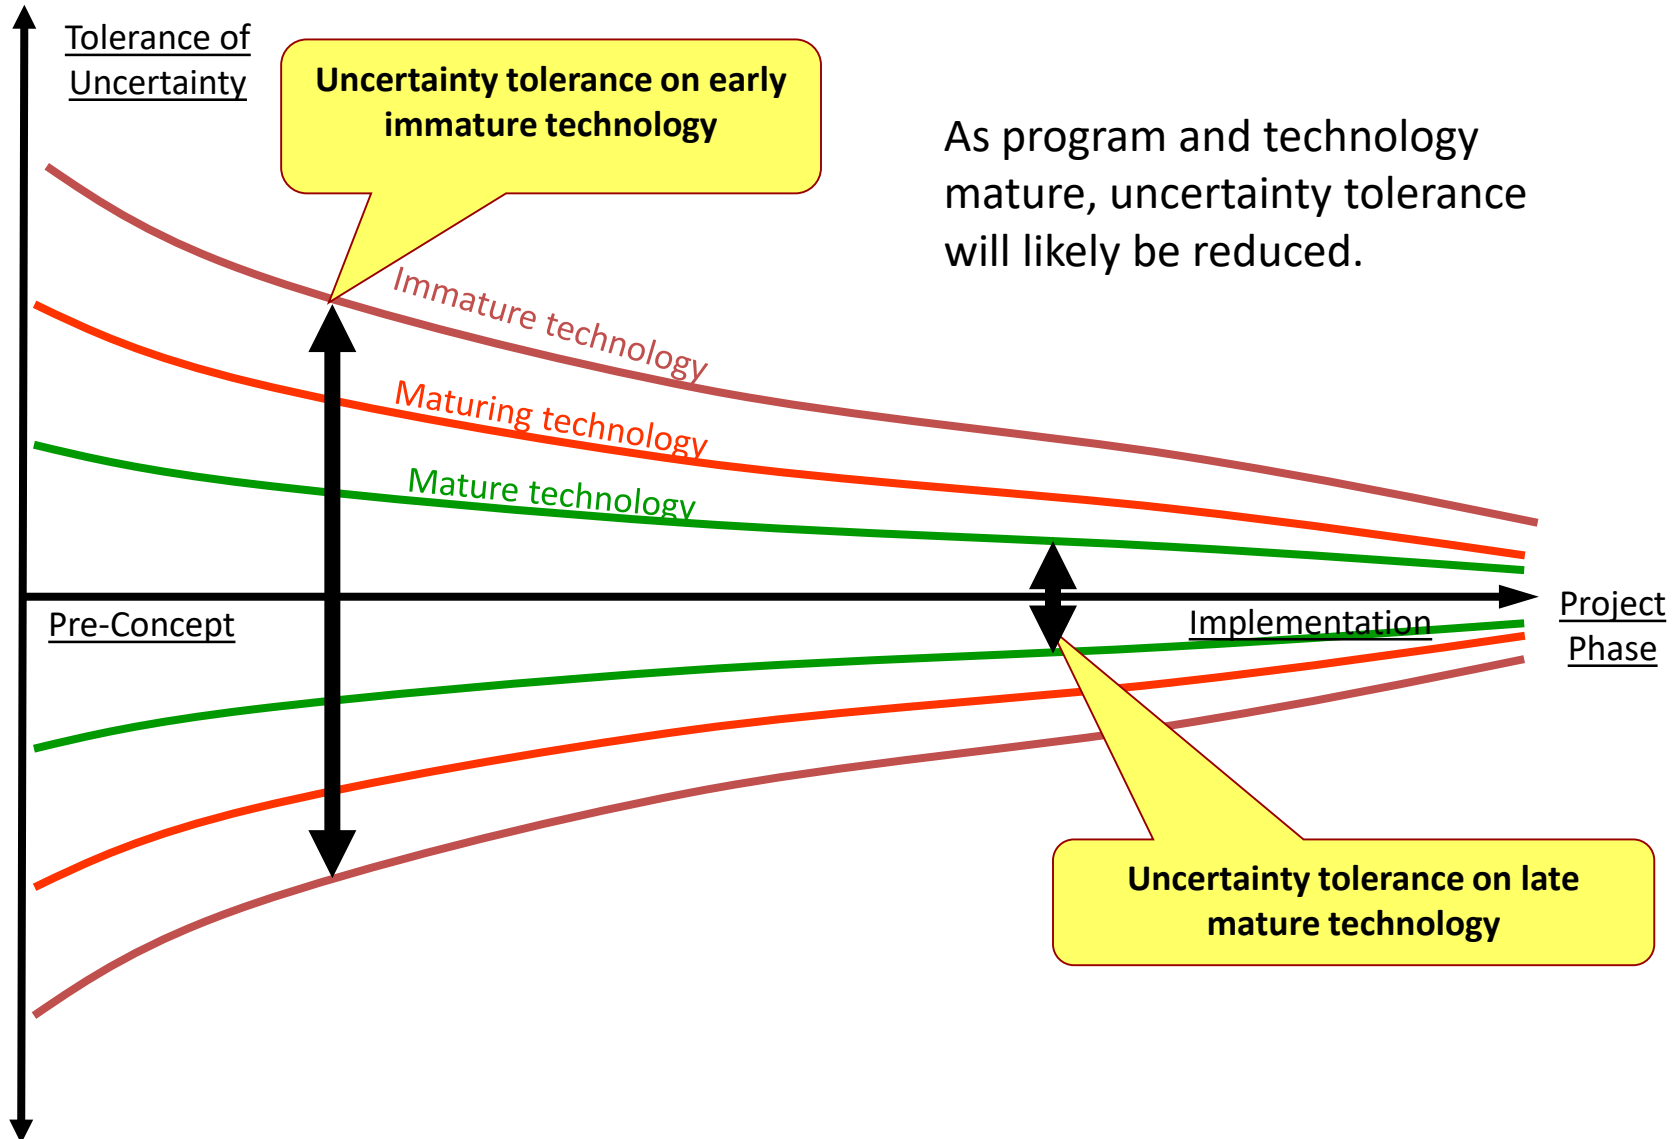 Tolerance of
Uncertainty
Uncertainty tolerance on early
immature technology
As program and technology
mature, uncertainty tolerance
will likely be reduced.
Immature technology
Maturing technology
Mature technology
Pre-Concept
Implementation
Project
Phase
Uncertainty tolerance on late
mature technology